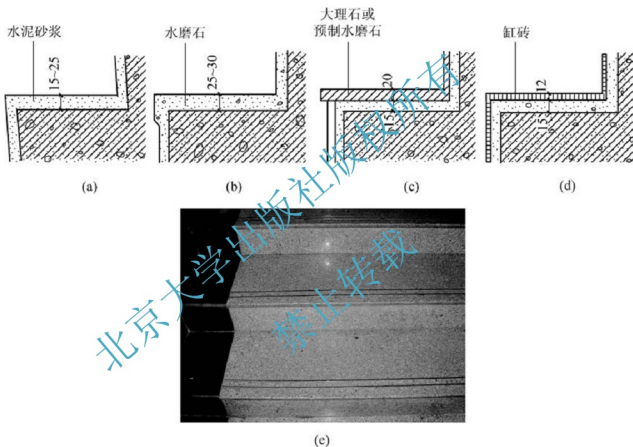 水泥砂浆
15~25
(a)
水磨石
25~30
(b)
大理石或
预制水磨石
20
15
(c)
缸砖
12
15
(d)
北京大学出版社版权所有
禁止转载
(e)